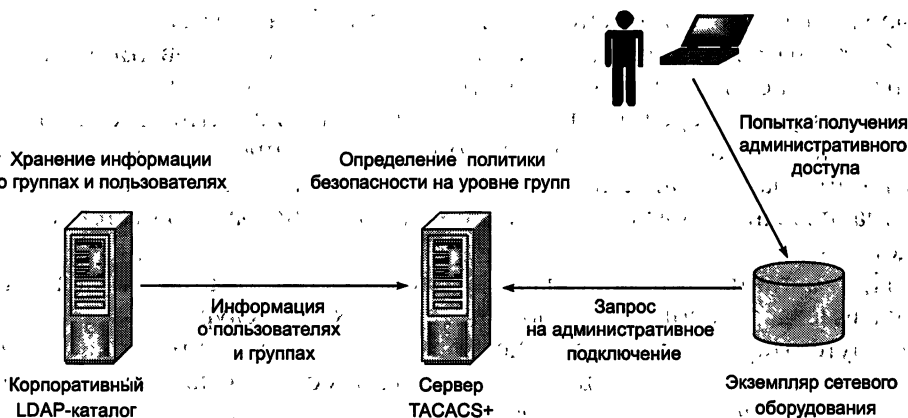 Попытка получения
административного
доступа
Хранение информации
о группах и пользователях
Определение политики
безопасности на уровне групп
Информация
о пользователях
и группах
Запрос
на административное
подключение
Корпоративный
LDAP-каталог
Сервер
TACACS+
Экземпляр сетевого
оборудования